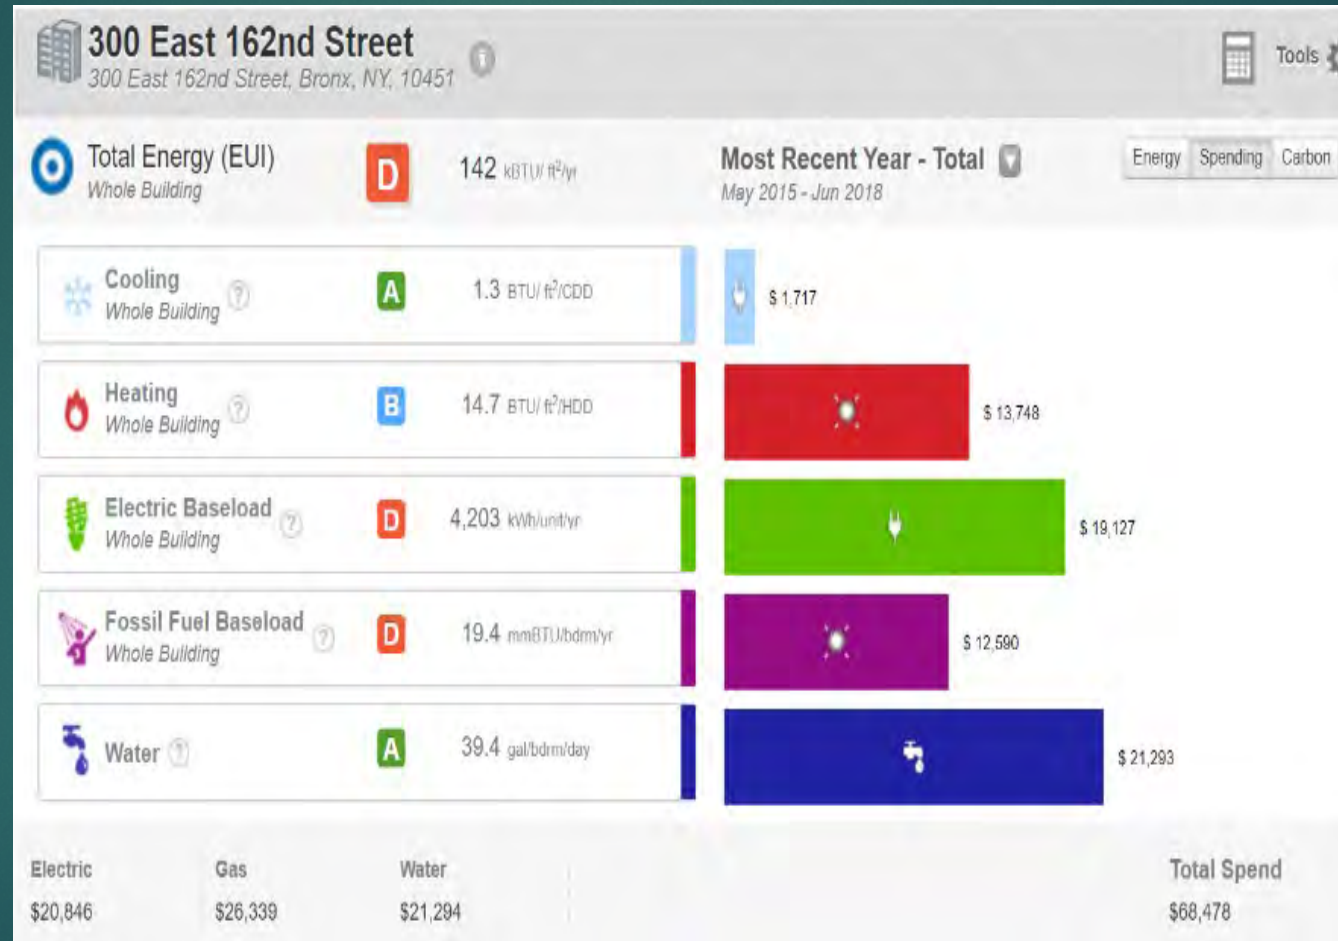 300 East 162nd Street
300 East 162nd Street, Bronx, NY, 10451
Tools
Total Energy (EUI)
Whole Building
D
142 kBTU/ft²/yr
Most Recent Year - Total
May 2015 - Jun 2018
Energy Spending Carbon
Cooling ?
Whole Building
A
1.3 BTU/ft²/CDD
$ 1,717
Heating ?
Whole Building
B
14.7 BTU/ft²/HDD
$ 13,748
Electric Baseload ?
Whole Building
D
4,203 kWh/unit/yr
$ 19,127
Fossil Fuel Baseload ?
Whole Building
D
19.4 mmBTU/bdrm/yr
$ 12,590
Water ?
A
39.4 gal/bdrm/day
$ 21,293
Electric Gas Water Total Spend
$20,846 $26,339 $21,294 $68,478